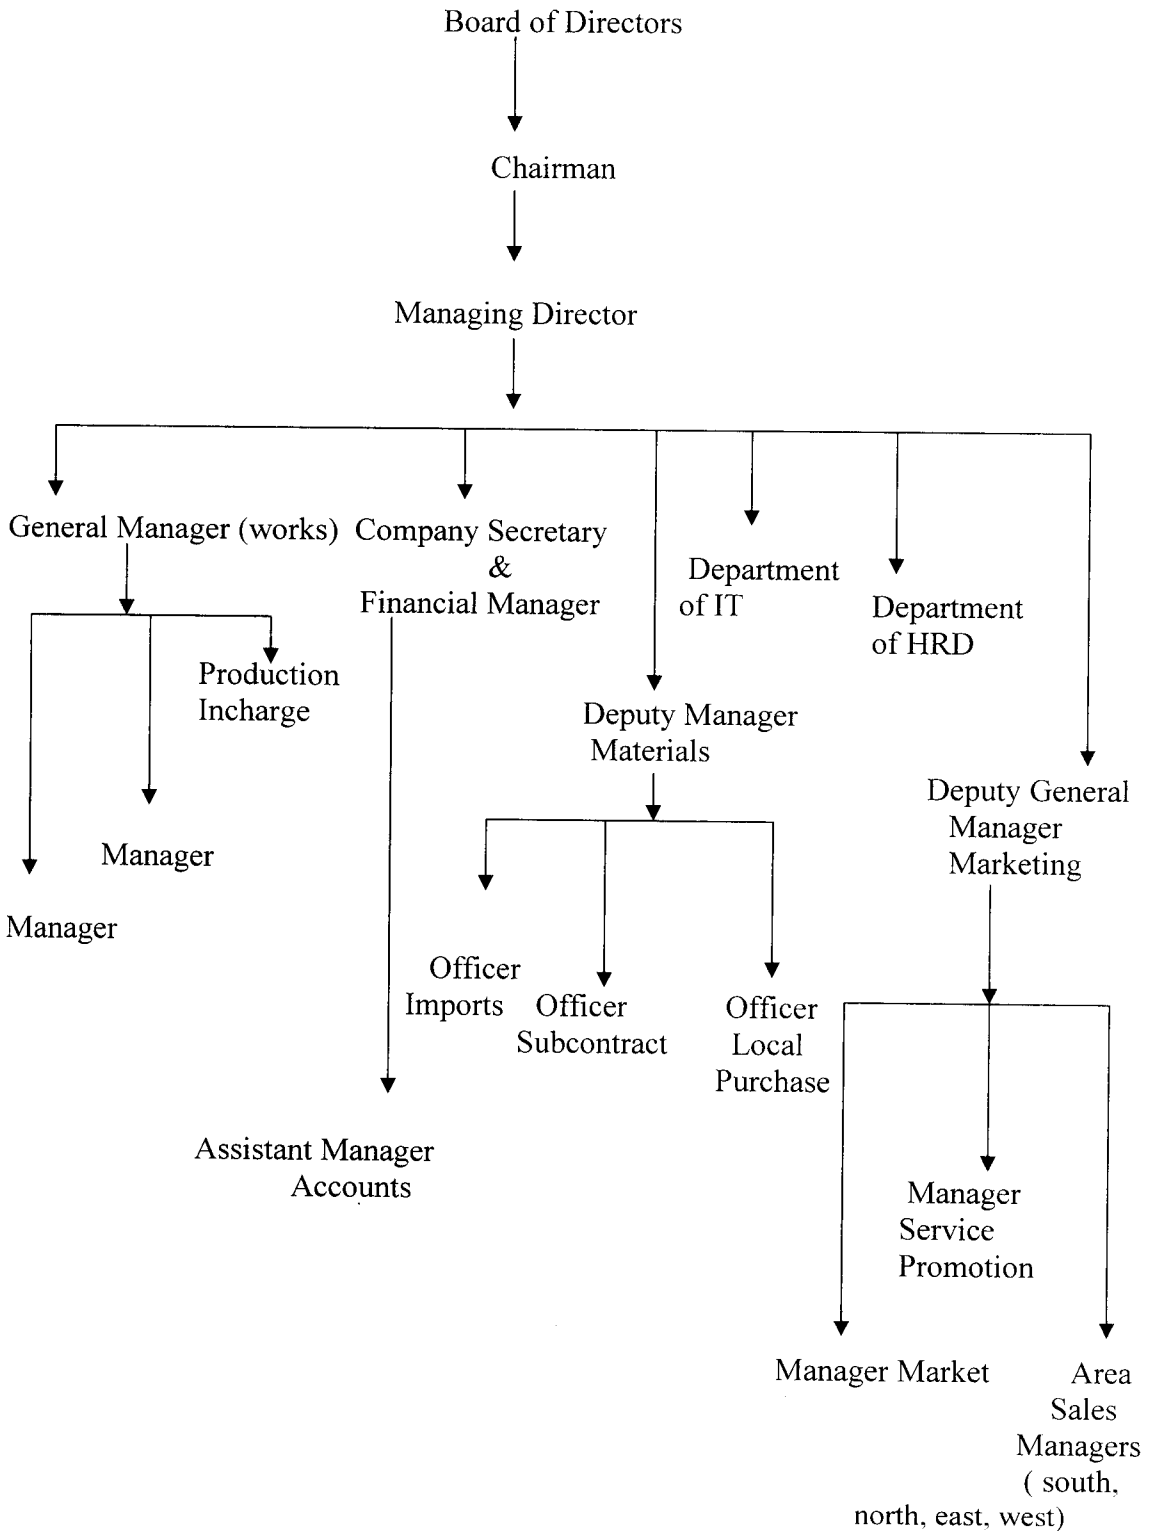 Board of Directors
Chairman
Managing Director
General Manager (works)
Company Secretary
&
Financial Manager
Department
of IT
Department
of HRD
Production
Incharge
Deputy Manager
Materials
Deputy General
Manager
Marketing
Manager
Manager
Officer
Imports
Officer
Subcontract
Officer
Local
Purchase
Assistant Manager
Accounts
Manager
Service
Promotion
Manager Market
Area
Sales
Managers
( south,
north, east, west)